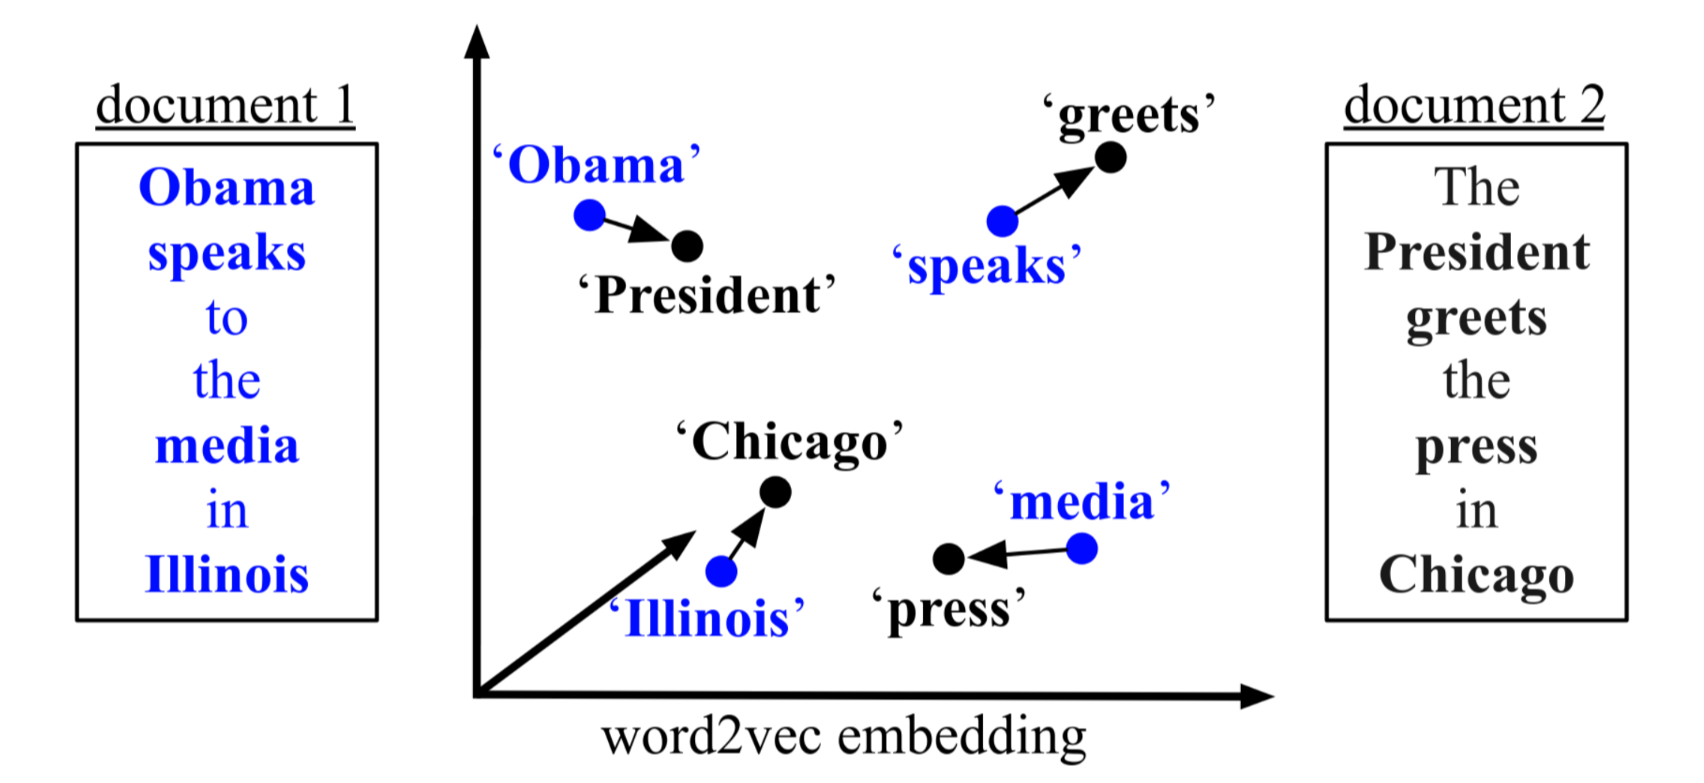 document 1
Obama
speaks
to
the
media
in
Illinois
‘Obama’
‘President’
‘greets’
‘speaks’
‘Chicago’
‘Illinois’
‘media’
‘press’
word2vec embedding
document 2
The
President
greets
the
press
in
Chicago